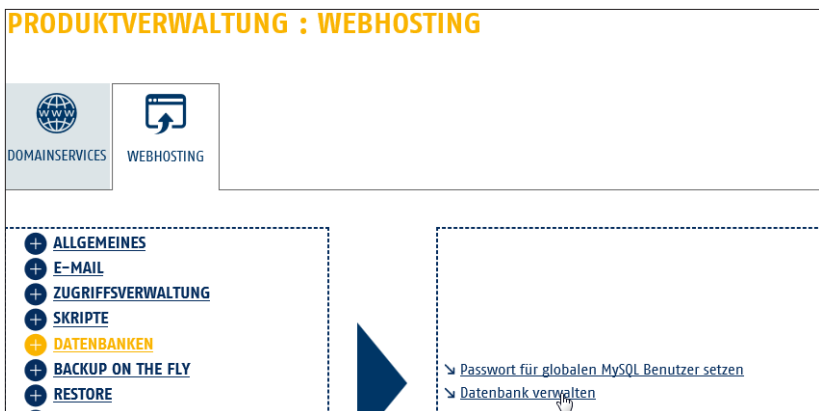 PRODUKTVERWALTUNG : WEBHOSTING
WWW
DOMAINSERVICES
WEBHOSTING
ALLGEMEINES
E-MAIL
ZUGRIFFSVERWALTUNG
SKRIPTE
DATENBANKEN
BACKUP ON THE FLY
RESTORE
Passwort für globalen MySQL Benutzer setzen
Datenbank verwalten